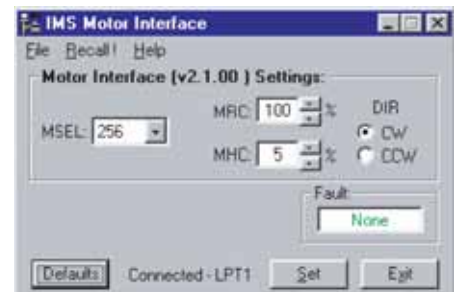 IMS Motor Interface
File Recall! Help
Motor Interface (v2.1.00 ) Settings:
MSEL: 256
MRC: 100 %
MHC: 5 %
DIR
CW
CCW
Fault:
None
Defaults Connected - LPT1 Set Exit